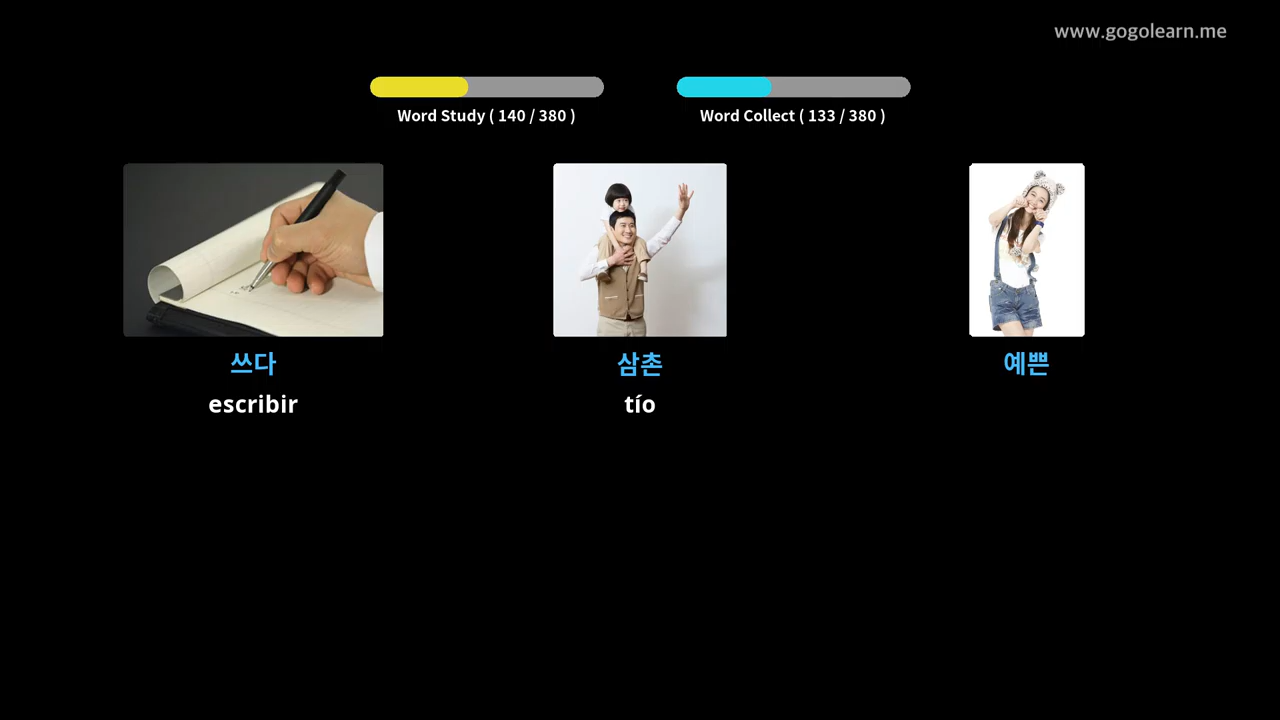 www.gogolearn.me
Word Study ( 140 / 380 )
Word Collect ( 133 / 380 )
쓰다
삼촌
예쁜
escribir
tío